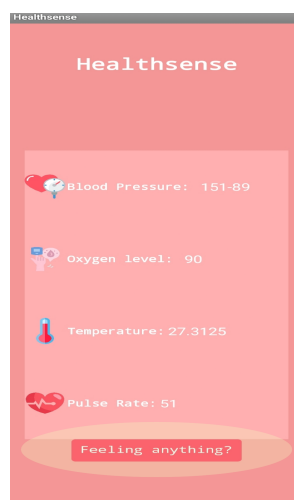 Healthsense
Healthsense
Blood Pressure: 151-89
Oxygen level: 90
Temperature: 27.3125
Pulse Rate: 51
Feeling anything?